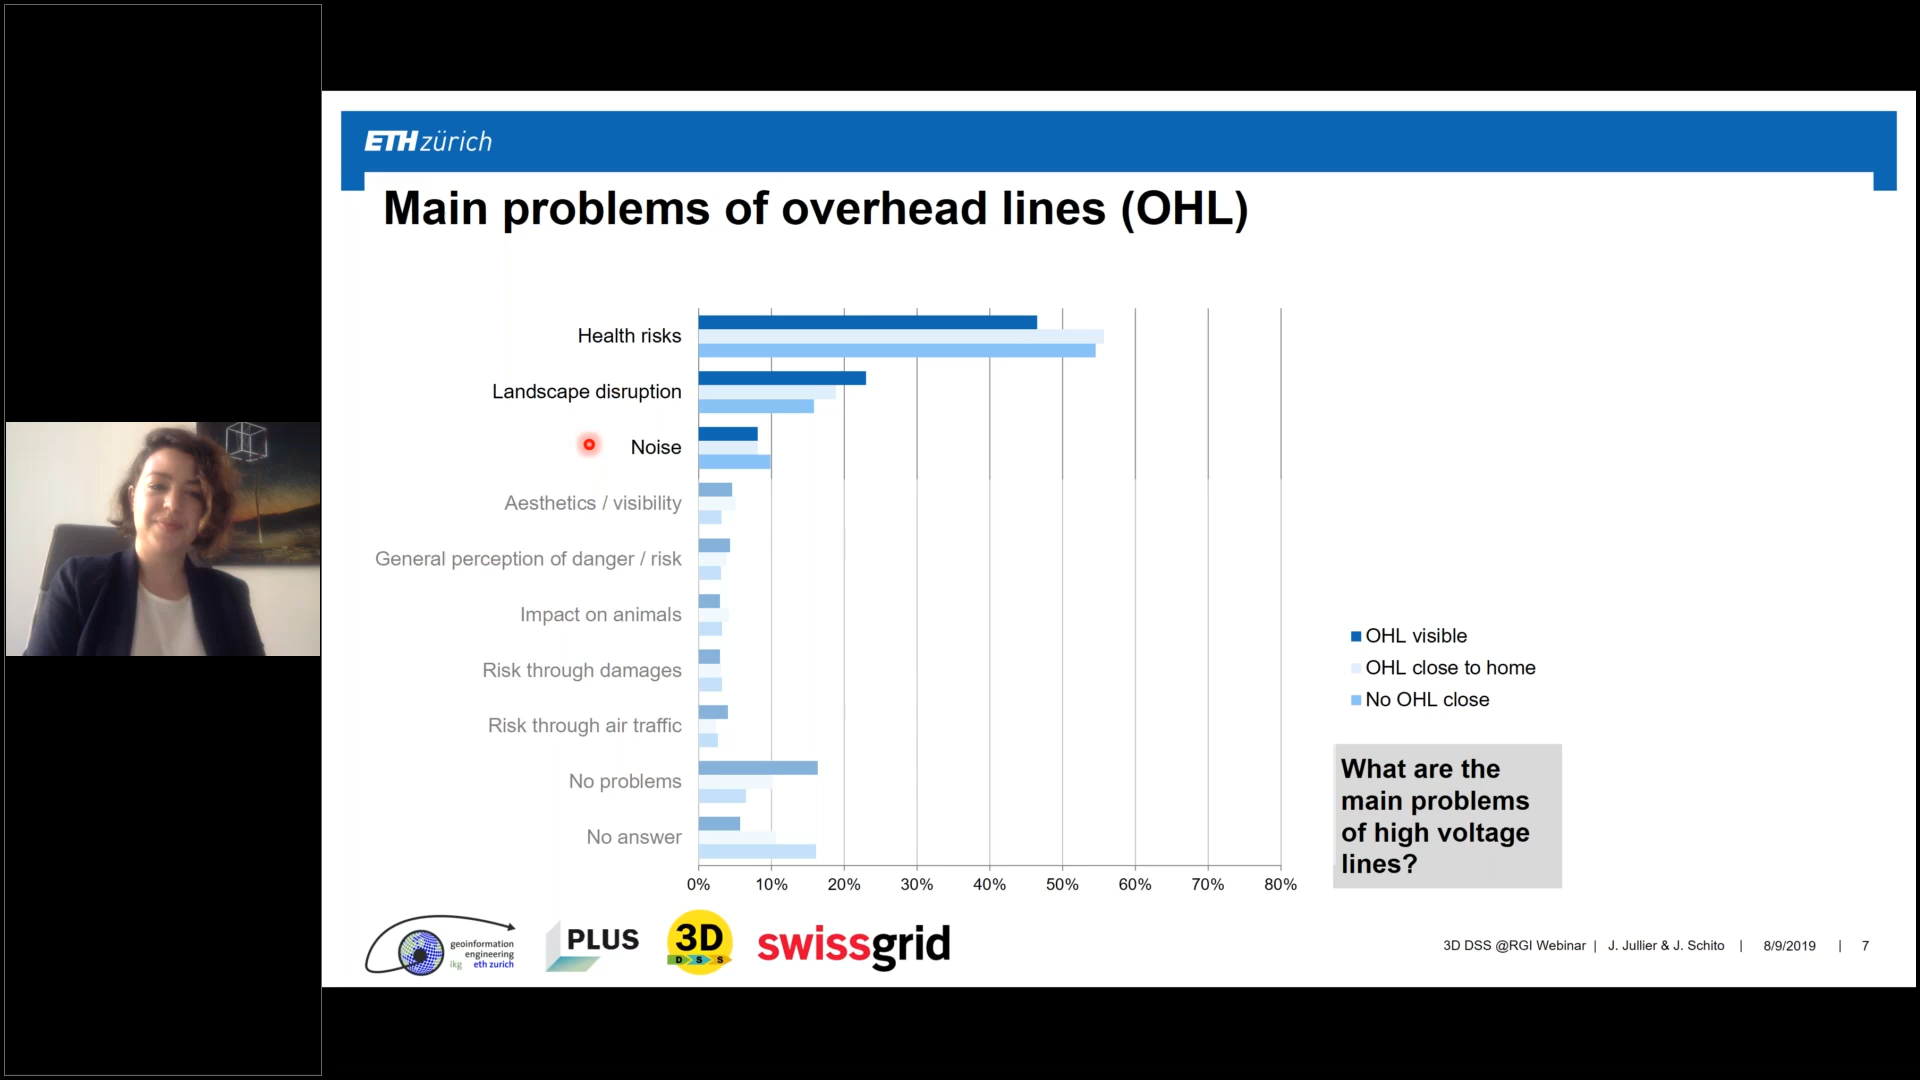 ETH zürich
Main problems of overhead lines (OHL)
Health risks
Landscape disruption
Noise
Aesthetics / visibility
General perception of danger / risk
Impact on animals
Risk through damages
Risk through air traffic
No problems
No answer
0% 10% 20% 30% 40% 50% 60% 70% 80%
OHL visible
OHL close to home
No OHL close
What are the
main problems
of high voltage
lines?
geoinformation
engineering
ikg eth zurich
PLUS
3D
D S S
swissgrid
3D DSS @RGI Webinar | J. Jullier & J. Schito | 8/9/2019 | 7